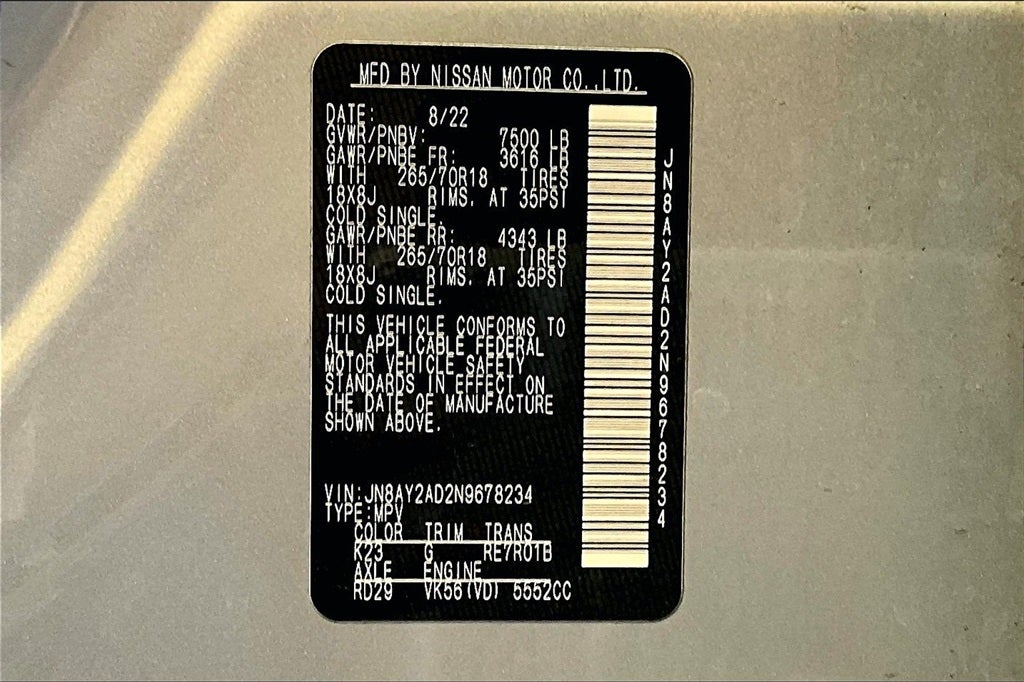 MFD BY NISSAN MOTOR CO.,LTD.
DATE: 8/22
GVWR/PNBV: 7500 LB
GAWR/PNBE FR: 3616 LB
WITH 265/70R18 TIRES
18X8J RIMS. AT 35PSI
COLD SINGLE.
GAWR/PNBE RR: 4343 LB
WITH 265/70R18 TIRES
18X8J RIMS. AT 35PSI
COLD SINGLE.
THIS VEHICLE CONFORMS TO
ALL APPLICABLE FEDERAL
MOTOR VEHICLE SAFETY
STANDARDS IN EFFECT ON
THE DATE OF MANUFACTURE
SHOWN ABOVE.
VIN:JN8AY2AD2N9678234
TYPE:MPV
COLOR TRIM TRANS
K23 G RE7R01B
AXLE ENGINE
RD29 VK56(VD) 5552CC
JN8AY2AD2N9678234